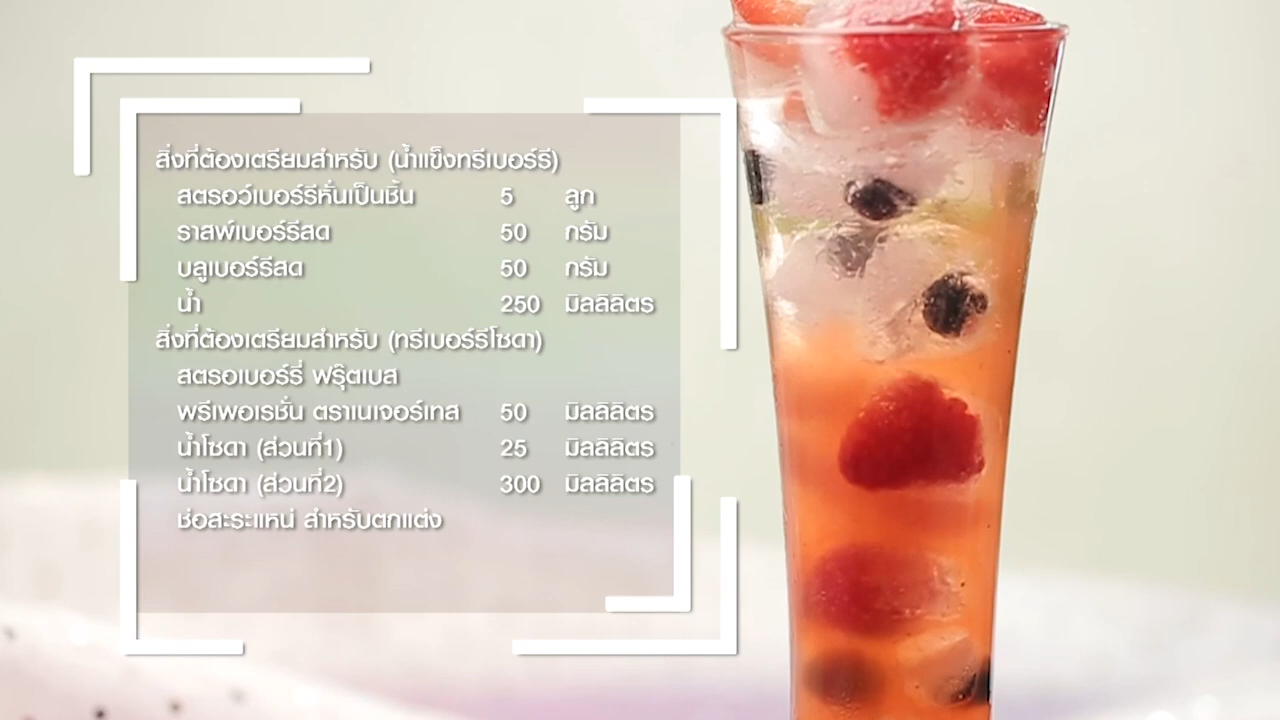 สิ่งที่ต้องเตรียมสำหรับ (น้ำแข็งทรีเบอร์รี)
สตรอว์เบอร์รีหั่นเป็นชิ้น 5 ลูก
ราสพ์เบอร์รีสด 50 กรัม
บลูเบอร์รีสด 50 กรัม
น้ำ 250 มิลลิลิตร
สิ่งที่ต้องเตรียมสำหรับ (ทรีเบอร์รีโซดา)
สตรอเบอร์รี่ ฟรุ๊ตเบส
พรีเพอเรชั่น ตราเนเจอร์เทส 50 มิลลิลิตร
น้ำโซดา (ส่วนที่1) 25 มิลลิลิตร
น้ำโซดา (ส่วนที่2) 300 มิลลิลิตร
ช่อสะระแหน่ สำหรับตกแต่ง